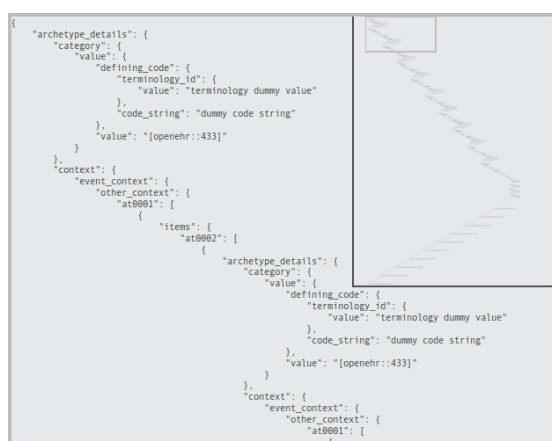 {
"archetype_details": {
"category": {
"value": {
"defining_code": {
"terminology_id": {
"value": "terminology dummy value"
},
"code_string": "dummy code string"
},
"value": "[openehr::433]"
}
},
"context": {
"event_context": {
"other_context": {
"at0001": [
{
"items": {
"at0002": [
{
"archetype_details": {
"category": {
"value": {
"defining_code": {
"terminology_id": {
"value": "terminology dummy value"
},
"code_string": "dummy code string"
},
"value": "[openehr::433]"
}
},
"context": {
"event_context": {
"other_context": {
"at0001": [
{